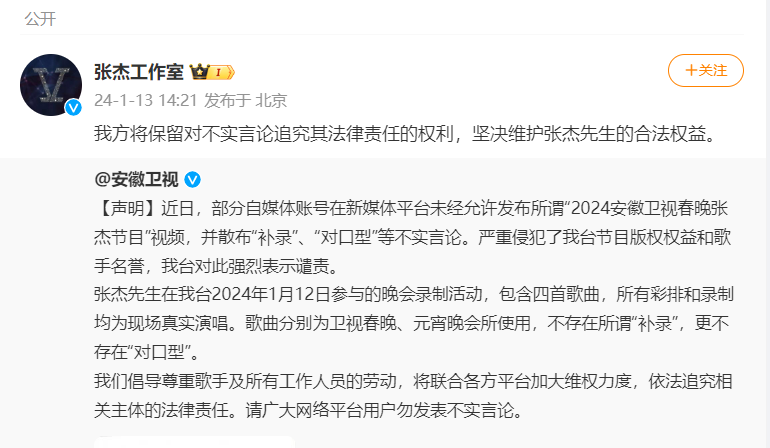 公开
张杰工作室 I
＋关注
24-1-13 14:21 发布于 北京
我方将保留对不实言论追究其法律责任的权利，坚决维护张杰先生的合法权益。
@安徽卫视
【声明】近日，部分自媒体账号在新媒体平台未经允许发布所谓“2024安徽卫视春晚张
杰节目”视频，并散布“补录”、“对口型”等不实言论。严重侵犯了我台节目版权权益和歌
手名誉，我台对此强烈表示谴责。
张杰先生在我台2024年1月12日参与的晚会录制活动，包含四首歌曲，所有彩排和录制
均为现场真实演唱。歌曲分别为卫视春晚、元宵晚会所使用，不存在所谓“补录”，更不
存在“对口型”。
我们倡导尊重歌手及所有工作人员的劳动，将联合各方平台加大维权力度，依法追究相
关主体的法律责任。请广大网络平台用户勿发表不实言论。